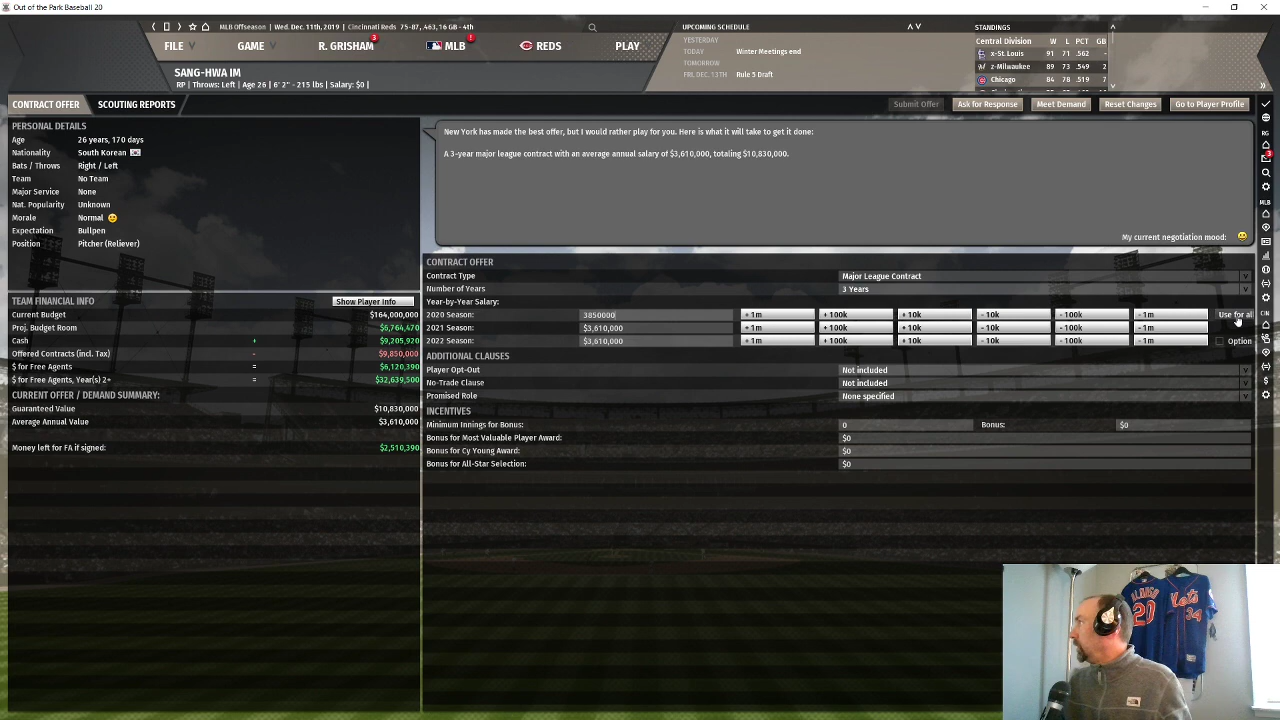 Out of the Park Baseball 20
MLB Offseason | Wed. Dec. 11th, 2019 | Cincinnati Reds 75-87, .463, 16 GB - 4th
FILE GAME R. GRISHAM 3 MLB ! REDS PLAY
UPCOMING SCHEDULE
YESTERDAY
TODAY Winter Meetings end
TOMORROW
FRI. DEC. 13TH Rule 5 Draft
STANDINGS
Central Division W L PCT GB
x-St.Louis 91 71 .562 -
z-Milwaukee 89 73 .549 2
Chicago 84 78 .519 7
SANG-HWA IM
RP | Throws: Left | Age 26 | 6' 2" - 215 lbs | Salary: $0 |
CONTRACT OFFER SCOUTING REPORTS
Submit Offer Ask for Response Meet Demand Reset Changes Go to Player Profile
PERSONAL DETAILS
Age 26 years, 170 days
Nationality South Korean
Bats / Throws Right / Left
Team No Team
Major Service None
Nat. Popularity Unknown
Morale Normal
Expectation Bullpen
Position Pitcher (Reliever)
TEAM FINANCIAL INFO Show Player Info
Current Budget $164,000,000
Proj. Budget Room $6,764,470
Cash + $9,205,920
Offered Contracts (incl. Tax) - $9,850,000
$ for Free Agents = $6,120,390
$ for Free Agents, Year(s) 2+ = $32,639,500
CURRENT OFFER / DEMAND SUMMARY:
Guaranteed Value $10,830,000
Average Annual Value $3,610,000
Money left for FA if signed: $2,510,390
New York has made the best offer, but I would rather play for you. Here is what it will take to get it done:
A 3-year major league contract with an average annual salary of $3,610,000, totaling $10,830,000.
My current negotiation mood:
CONTRACT OFFER
Contract Type Major League Contract
Number of Years 3 Years
Year-by-Year Salary:
2020 Season: 3850000 + 1m + 100k + 10k - 10k - 100k - 1m Use for all
2021 Season: $3,610,000 + 1m + 100k + 10k - 10k - 100k - 1m
2022 Season: $3,610,000 + 1m + 100k + 10k - 10k - 100k - 1m Option
ADDITIONAL CLAUSES
Player Opt-Out Not included
No-Trade Clause Not included
Promised Role None specified
INCENTIVES
Minimum Innings for Bonus: 0 Bonus: $0
Bonus for Most Valuable Player Award: $0
Bonus for Cy Young Award: $0
Bonus for All-Star Selection: $0
RG
3
MLB
CIN
ALONSO
20
Mets
34